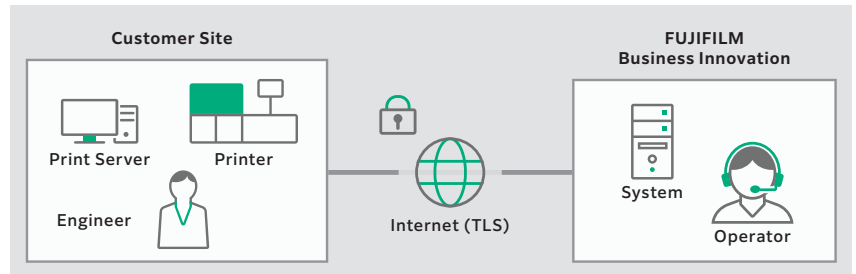 Customer Site
FUJIFILM
Business Innovation
Print Server
Printer
Engineer
Internet (TLS)
System
Operator